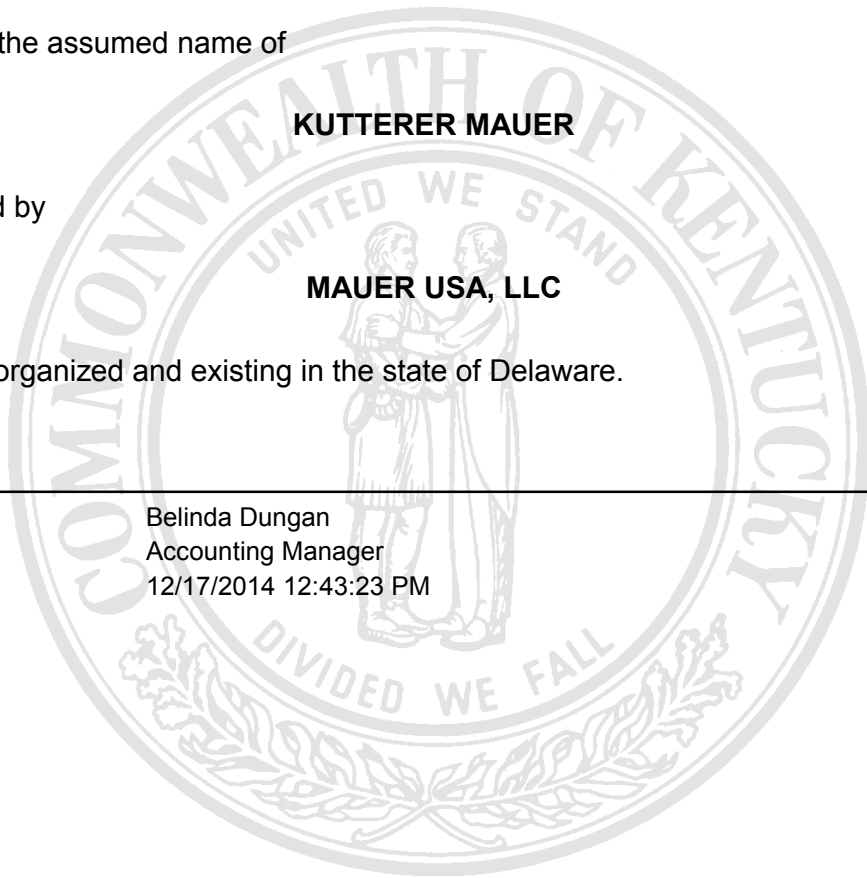 the assumed name of
KUTTERER MAUER
d by
MAUER USA, LLC
organized and existing in the state of Delaware.
Belinda Dungan
Accounting Manager
12/17/2014 12:43:23 PM
COMMONWEALTH OF KENTUCKY
UNITED WE STAND
DIVIDED WE FALL